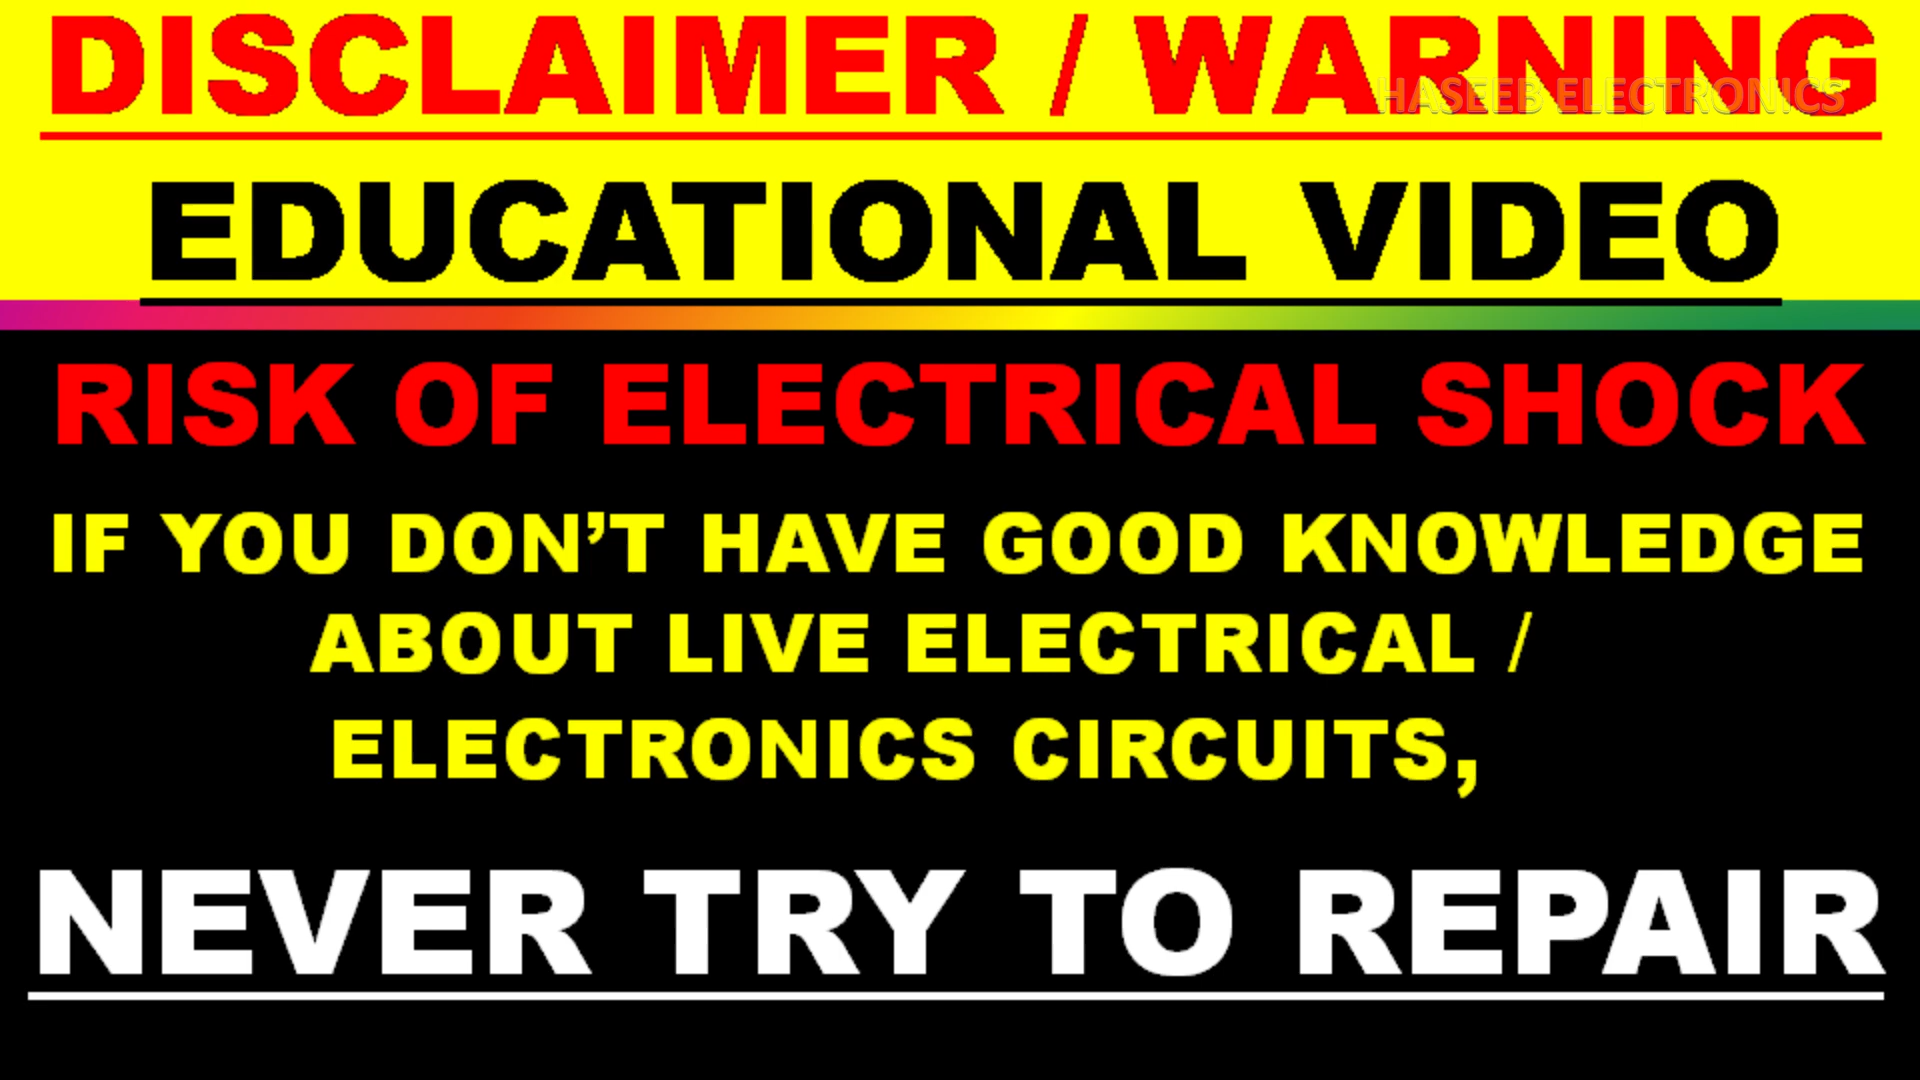 DISCLAIMER / WARNING
HASEEB ELECTRONICS
EDUCATIONAL VIDEO
RISK OF ELECTRICAL SHOCK
IF YOU DON’T HAVE GOOD KNOWLEDGE
ABOUT LIVE ELECTRICAL /
ELECTRONICS CIRCUITS,
NEVER TRY TO REPAIR